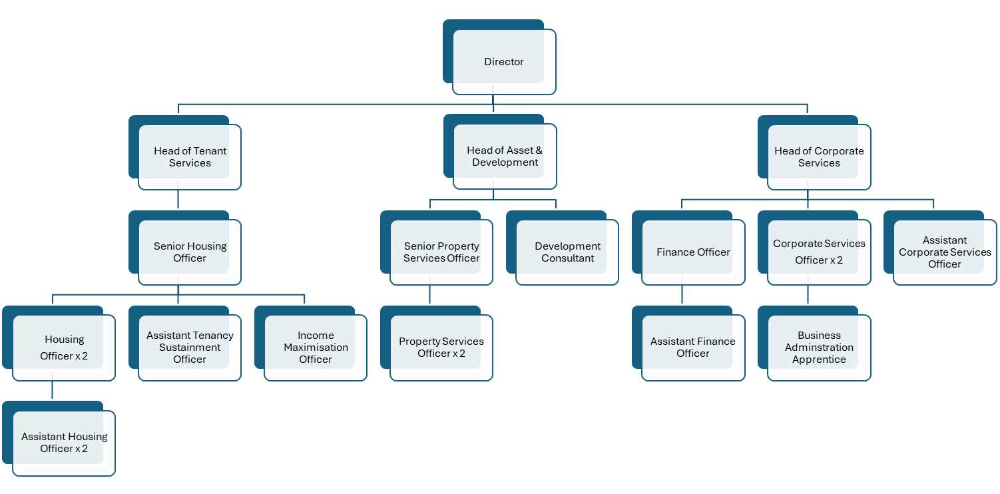 Director
Head of Tenant
Services
Head of Asset &
Development
Head of Corporate
Services
Senior Housing
Officer
Senior Property
Services Officer
Development
Consultant
Finance Officer
Corporate Services
Officer x 2
Assistant
Corporate Services
Officer
Housing
Officer x 2
Assistant Tenancy
Sustainment
Officer
Income
Maximisation
Officer
Property Services
Officer x 2
Assistant Finance
Officer
Business
Adminstration
Apprentice
Assistant Housing
Officer x 2